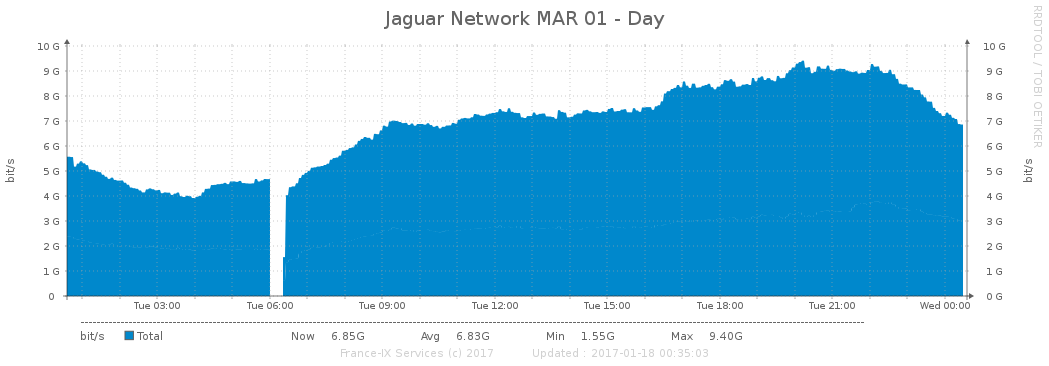 Jaguar Network MAR 01 - Day
RRDTOOL / TOBI OETIKER
bit/s
10 G 10 G
9 G 9 G
8 G 8 G
7 G 7 G
6 G 6 G
5 G 5 G
4 G 4 G
3 G 3 G
2 G 2 G
1 G 1 G
0 0 G
bit/s
Tue 03:00 Tue 06:00 Tue 09:00 Tue 12:00 Tue 15:00 Tue 18:00 Tue 21:00 Wed 00:00
bit/s Total Now 6.85G Avg 6.83G Min 1.55G Max 9.40G
France-IX Services (c) 2017 Updated : 2017-01-18 00:35:03